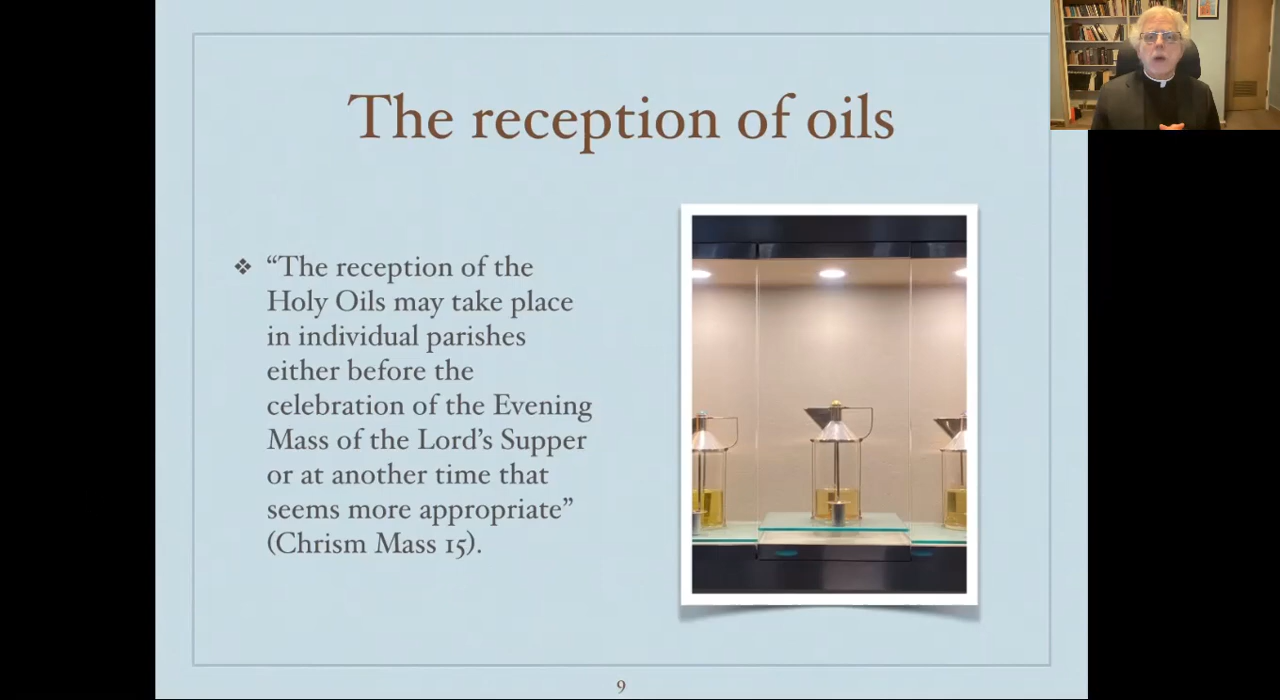 The reception of oils
❖ “The reception of the
Holy Oils may take place
in individual parishes
either before the
celebration of the Evening
Mass of the Lord’s Supper
or at another time that
seems more appropriate”
(Chrism Mass 15).
9